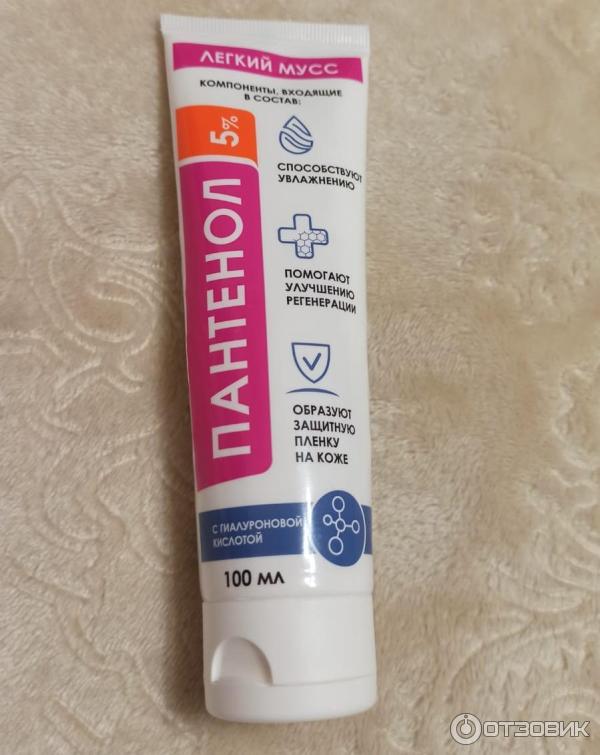 ЛЕГКИЙ МУСС
КОМПОНЕНТЫ, ВХОДЯЩИЕ
В СОСТАВ:
ПАНТЕНОЛ 5%
СПОСОБСТВУЮТ
УВЛАЖНЕНИЮ
ПОМОГАЮТ
УЛУЧШЕНИЮ
РЕГЕНЕРАЦИИ
ОБРАЗУЮТ
ЗАЩИТНУЮ
ПЛЕНКУ
НА КОЖЕ
С ГИАЛУРОНОВОЙ
КИСЛОТОЙ
100 МЛ
ОТЗОВИК